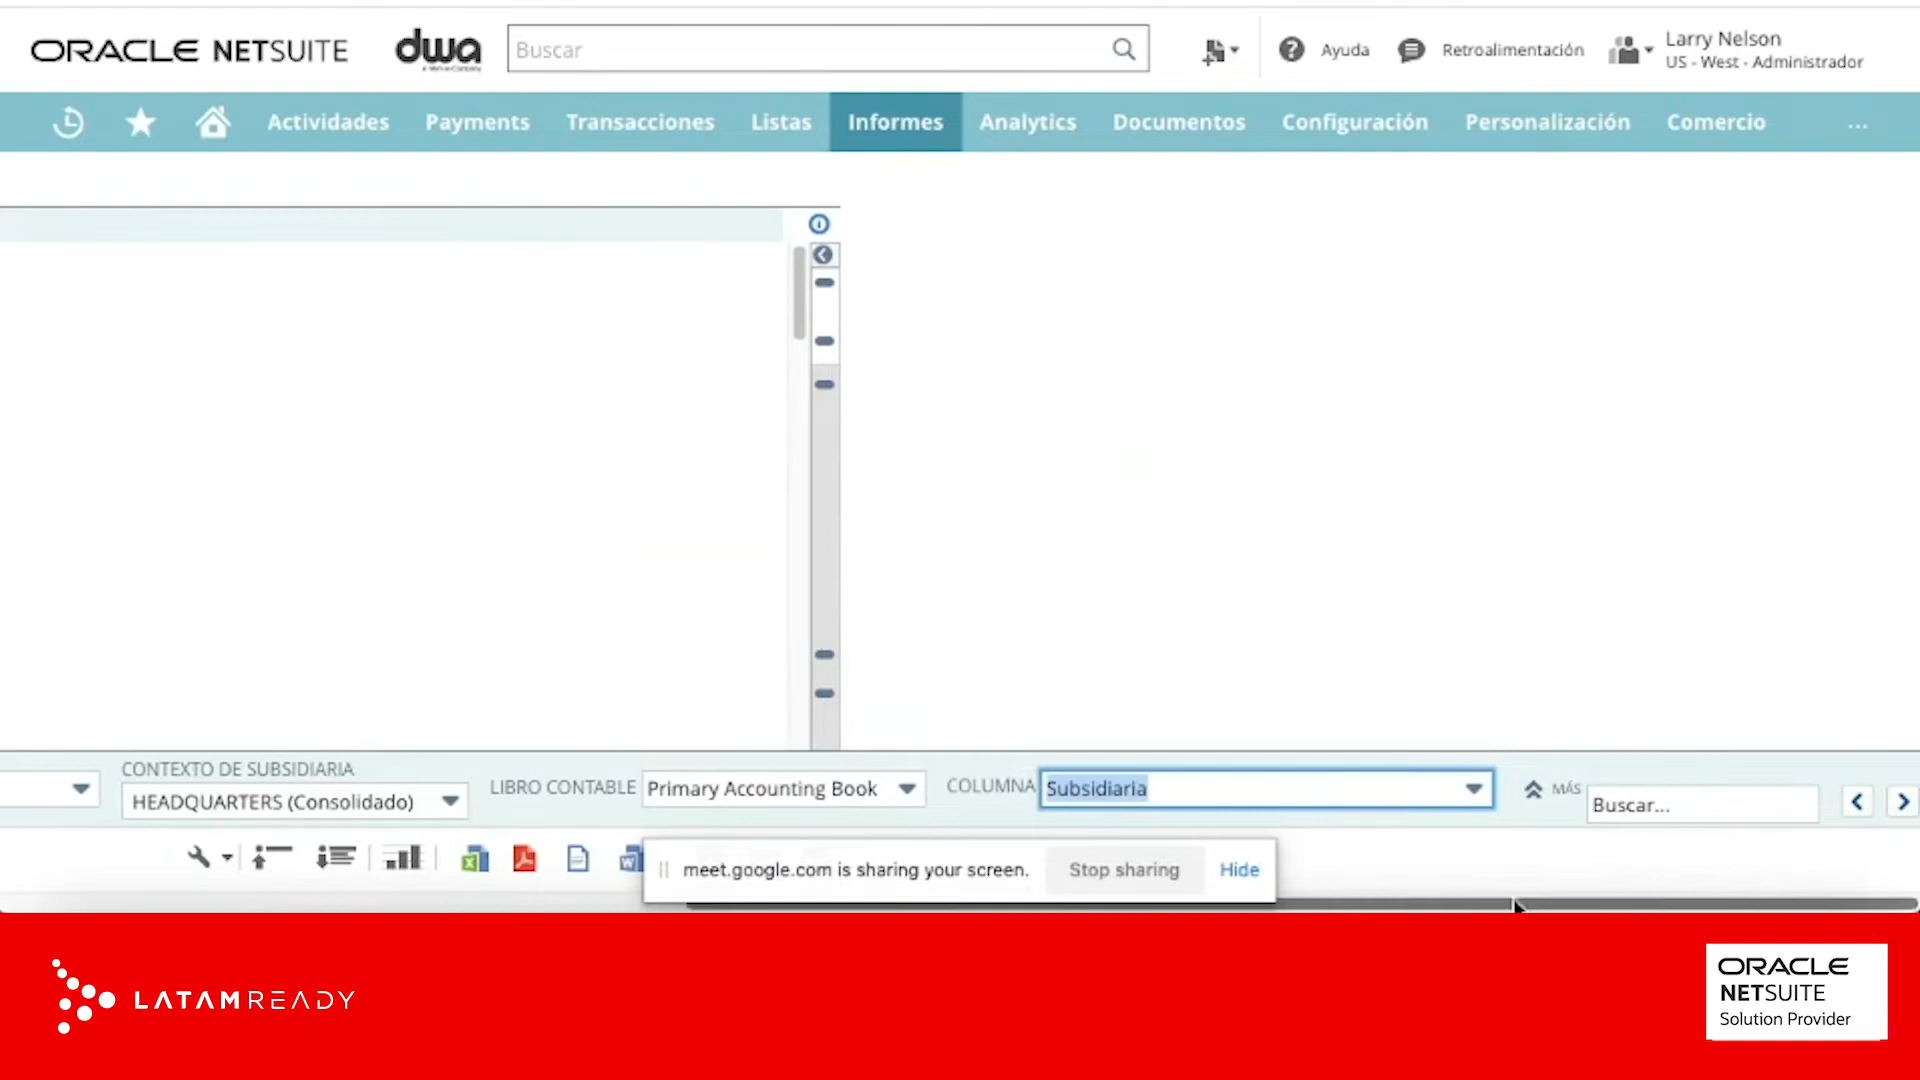 ORACLE NETSUITE
dwa
Buscar
Ayuda
Retroalimentación
Larry Nelson
US - West - Administrador
Actividades
Payments
Transacciones
Listas
Informes
Analytics
Documentos
Configuración
Personalización
Comercio
...
CONTEXTO DE SUBSIDIARIA
HEADQUARTERS (Consolidado)
LIBRO CONTABLE
Primary Accounting Book
COLUMNA
Subsidiaria
MÁS
Buscar...
meet.google.com is sharing your screen.
Stop sharing
Hide
LATAMREADY
ORACLE
NETSUITE
Solution Provider